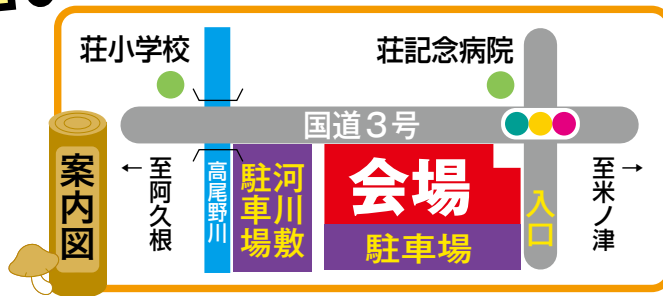 荘小学校
荘記念病院
国道3号
案内図
←至阿久根
高尾野川
河川敷
駐車場
会場
駐車場
入口
至米ノ津→